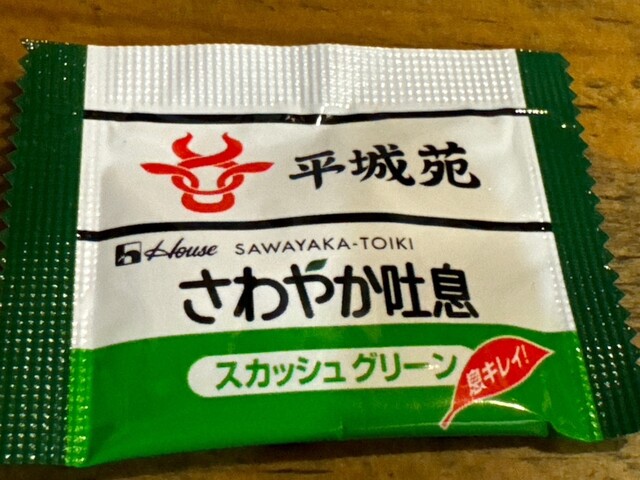 平城苑
House SAWAYAKA-TOIKI
さわやか吐息
スカッシュグリーン
息キレイ!